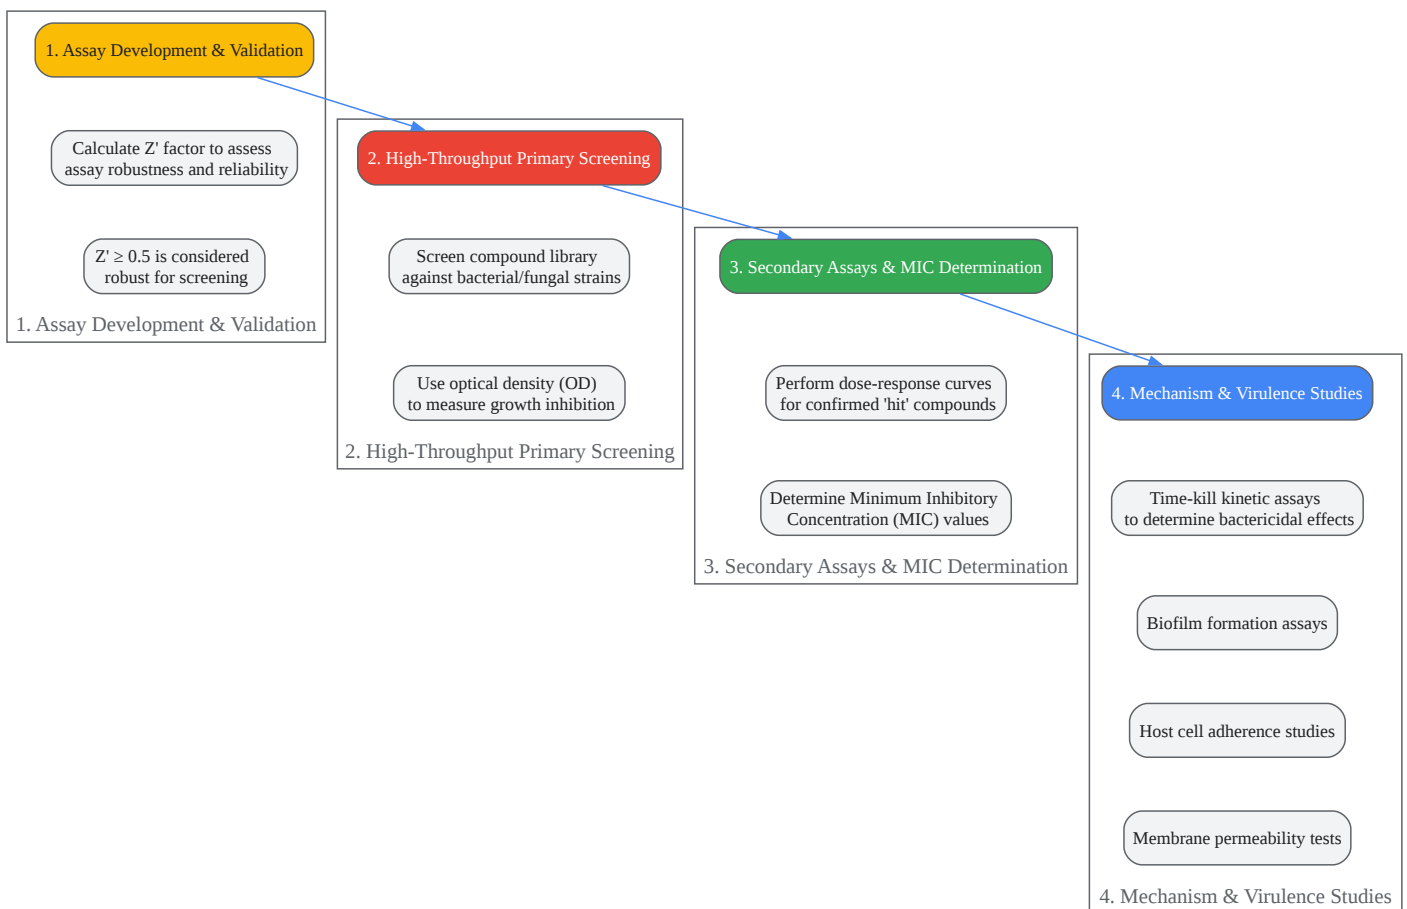 1. Assay Development & Validation
Calculate Z' factor to assess
assay robustness and reliability
Z' ≥ 0.5 is considered
robust for screening
1. Assay Development & Validation
2. High-Throughput Primary Screening
Screen compound library
against bacterial/fungal strains
Use optical density (OD)
to measure growth inhibition
2. High-Throughput Primary Screening
3. Secondary Assays & MIC Determination
Perform dose-response curves
for confirmed 'hit' compounds
Determine Minimum Inhibitory
Concentration (MIC) values
3. Secondary Assays & MIC Determination
4. Mechanism & Virulence Studies
Time-kill kinetic assays
to determine bactericidal effects
Biofilm formation assays
Host cell adherence studies
Membrane permeability tests
4. Mechanism & Virulence Studies